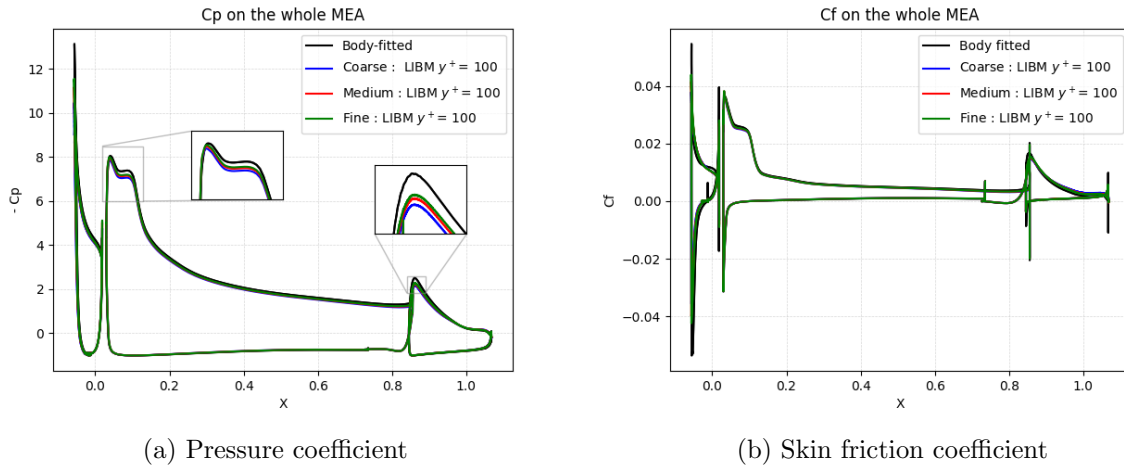 Cp on the whole MEA
Body-fitted
Coarse :  LIBM y⁺= 100
Medium : LIBM y⁺= 100
Fine : LIBM y⁺= 100
- Cp
12
10
8
6
4
2
0
0.0 0.2 0.4 0.6 0.8 1.0
X
(a) Pressure coefficient
Cf on the whole MEA
Body fitted
Coarse :  LIBM y⁺= 100
Medium : LIBM y⁺= 100
Fine : LIBM y⁺= 100
Cf
0.04
0.02
0.00
−0.02
−0.04
0.0 0.2 0.4 0.6 0.8 1.0
X
(b) Skin friction coefficient